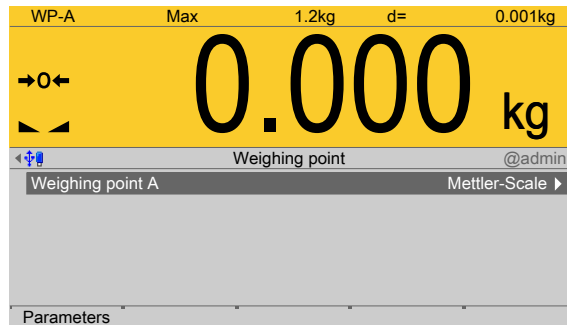 WP-A Max 1.2kg d= 0.001kg
→0←
0.000 kg
Weighing point @admin
Weighing point A Mettler-Scale
Parameters